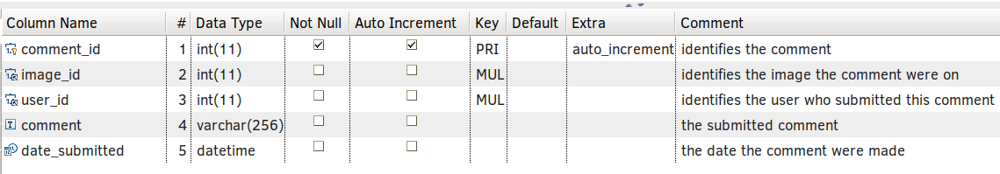 Column Name # Data Type Not Null Auto Increment Key Default Extra Comment
comment_id 1 int(11) PRI auto_increment identifies the comment
image_id 2 int(11) MUL identifies the image the comment were on
user_id 3 int(11) MUL identifies the user who submitted this comment
comment 4 varchar(256) the submitted comment
date_submitted 5 datetime the date the comment were made